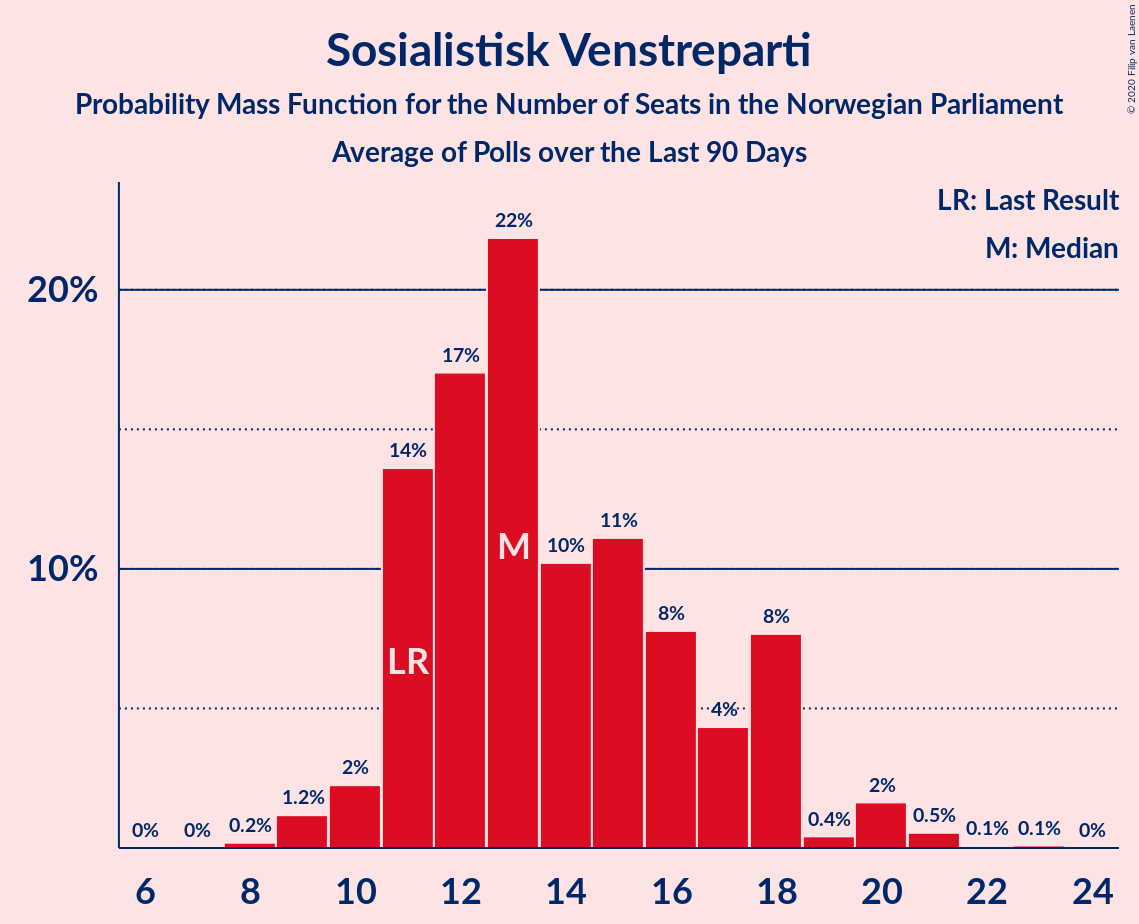 Sosialistisk Venstreparti
Probability Mass Function for the Number of Seats in the Norwegian Parliament
Average of Polls over the Last 90 Days
© 2020 Filip van Laenen
LR: Last Result
M: Median
20%
10%
0%
0%
0.2%
1.2%
2%
14%
17%
22%
10%
11%
8%
4%
8%
0.4%
2%
0.5%
0.1%
0.1%
0%
LR
M
6 8 10 12 14 16 18 20 22 24